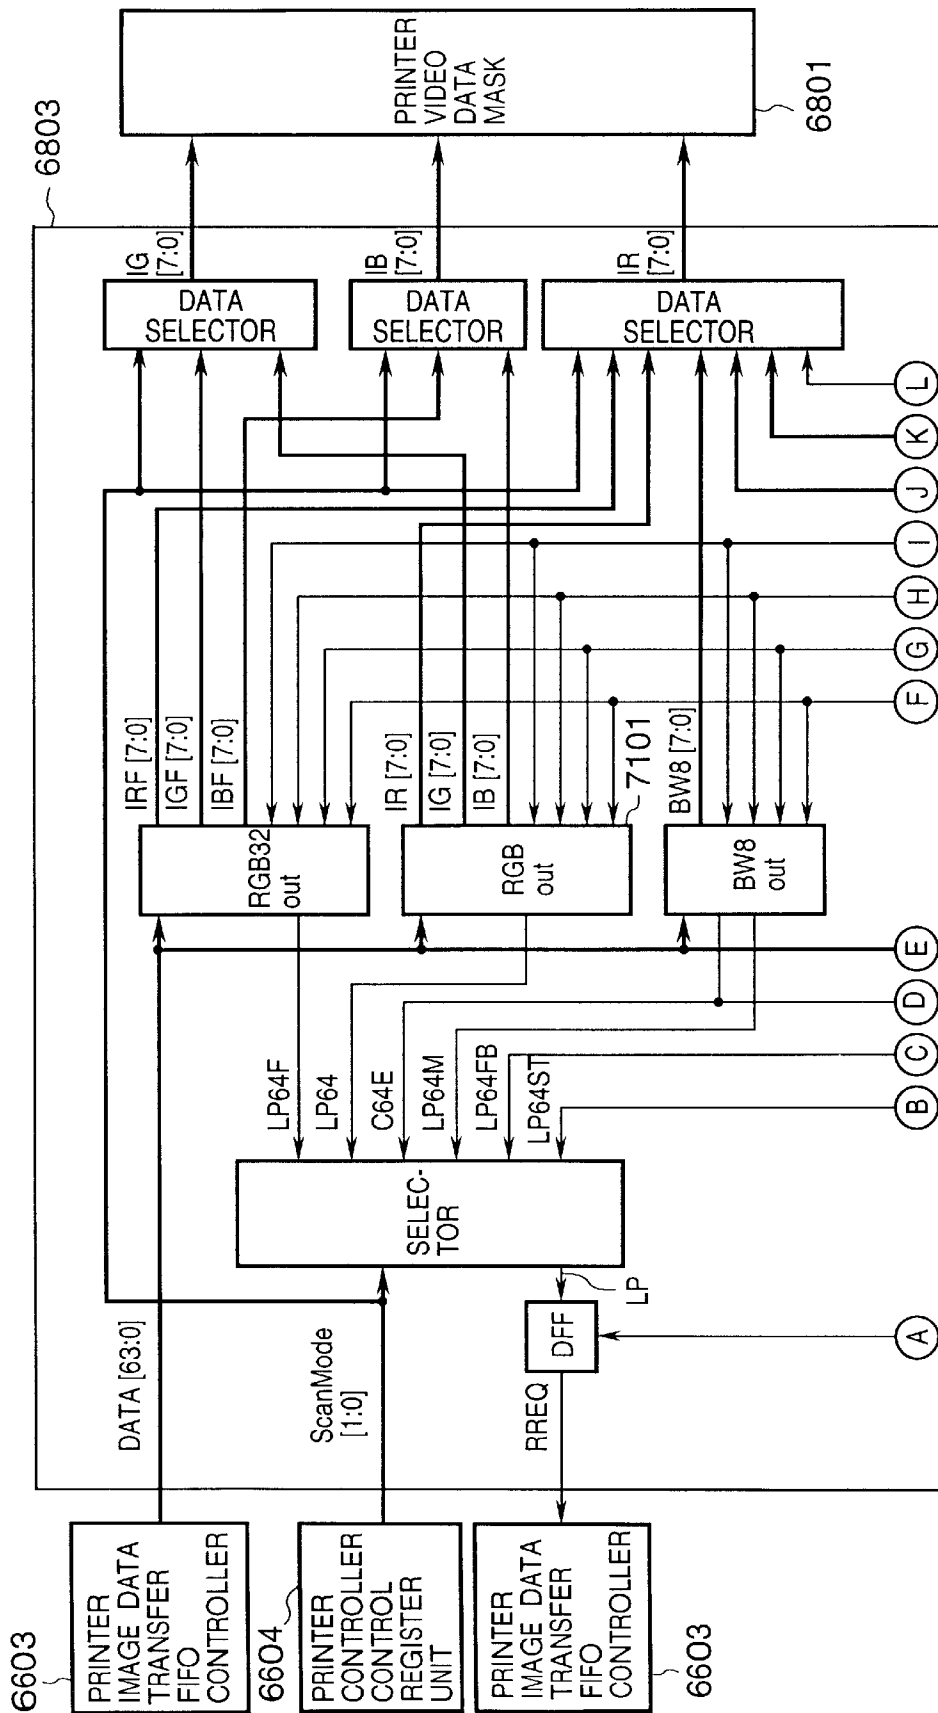 6603
PRINTER
IMAGE DATA
TRANSFER
FIFO
CONTROLLER
6604
PRINTER
CONTROLLER
CONTROL
REGISTER
UNIT
PRINTER
IMAGE DATA
TRANSFER
FIFO
CONTROLLER
6603
DATA [63:0]
ScanMode
[1:0]
RREQ
DFF
LP
A
SELEC-
TOR
LP64F
LP64
C64E
LP64M
LP64FB
LP64ST
B
C
D
E
RGB32
out
RGB
out
7101
BW8
out
IRF [7:0]
IGF [7:0]
IBF [7:0]
IR [7:0]
IG [7:0]
IB [7:0]
BW8 [7:0]
F
G
H
I
J
K
L
DATA
SELECTOR
DATA
SELECTOR
DATA
SELECTOR
IG
[7:0]
IB
[7:0]
IR
[7:0]
6803
PRINTER
VIDEO
DATA
MASK
6801